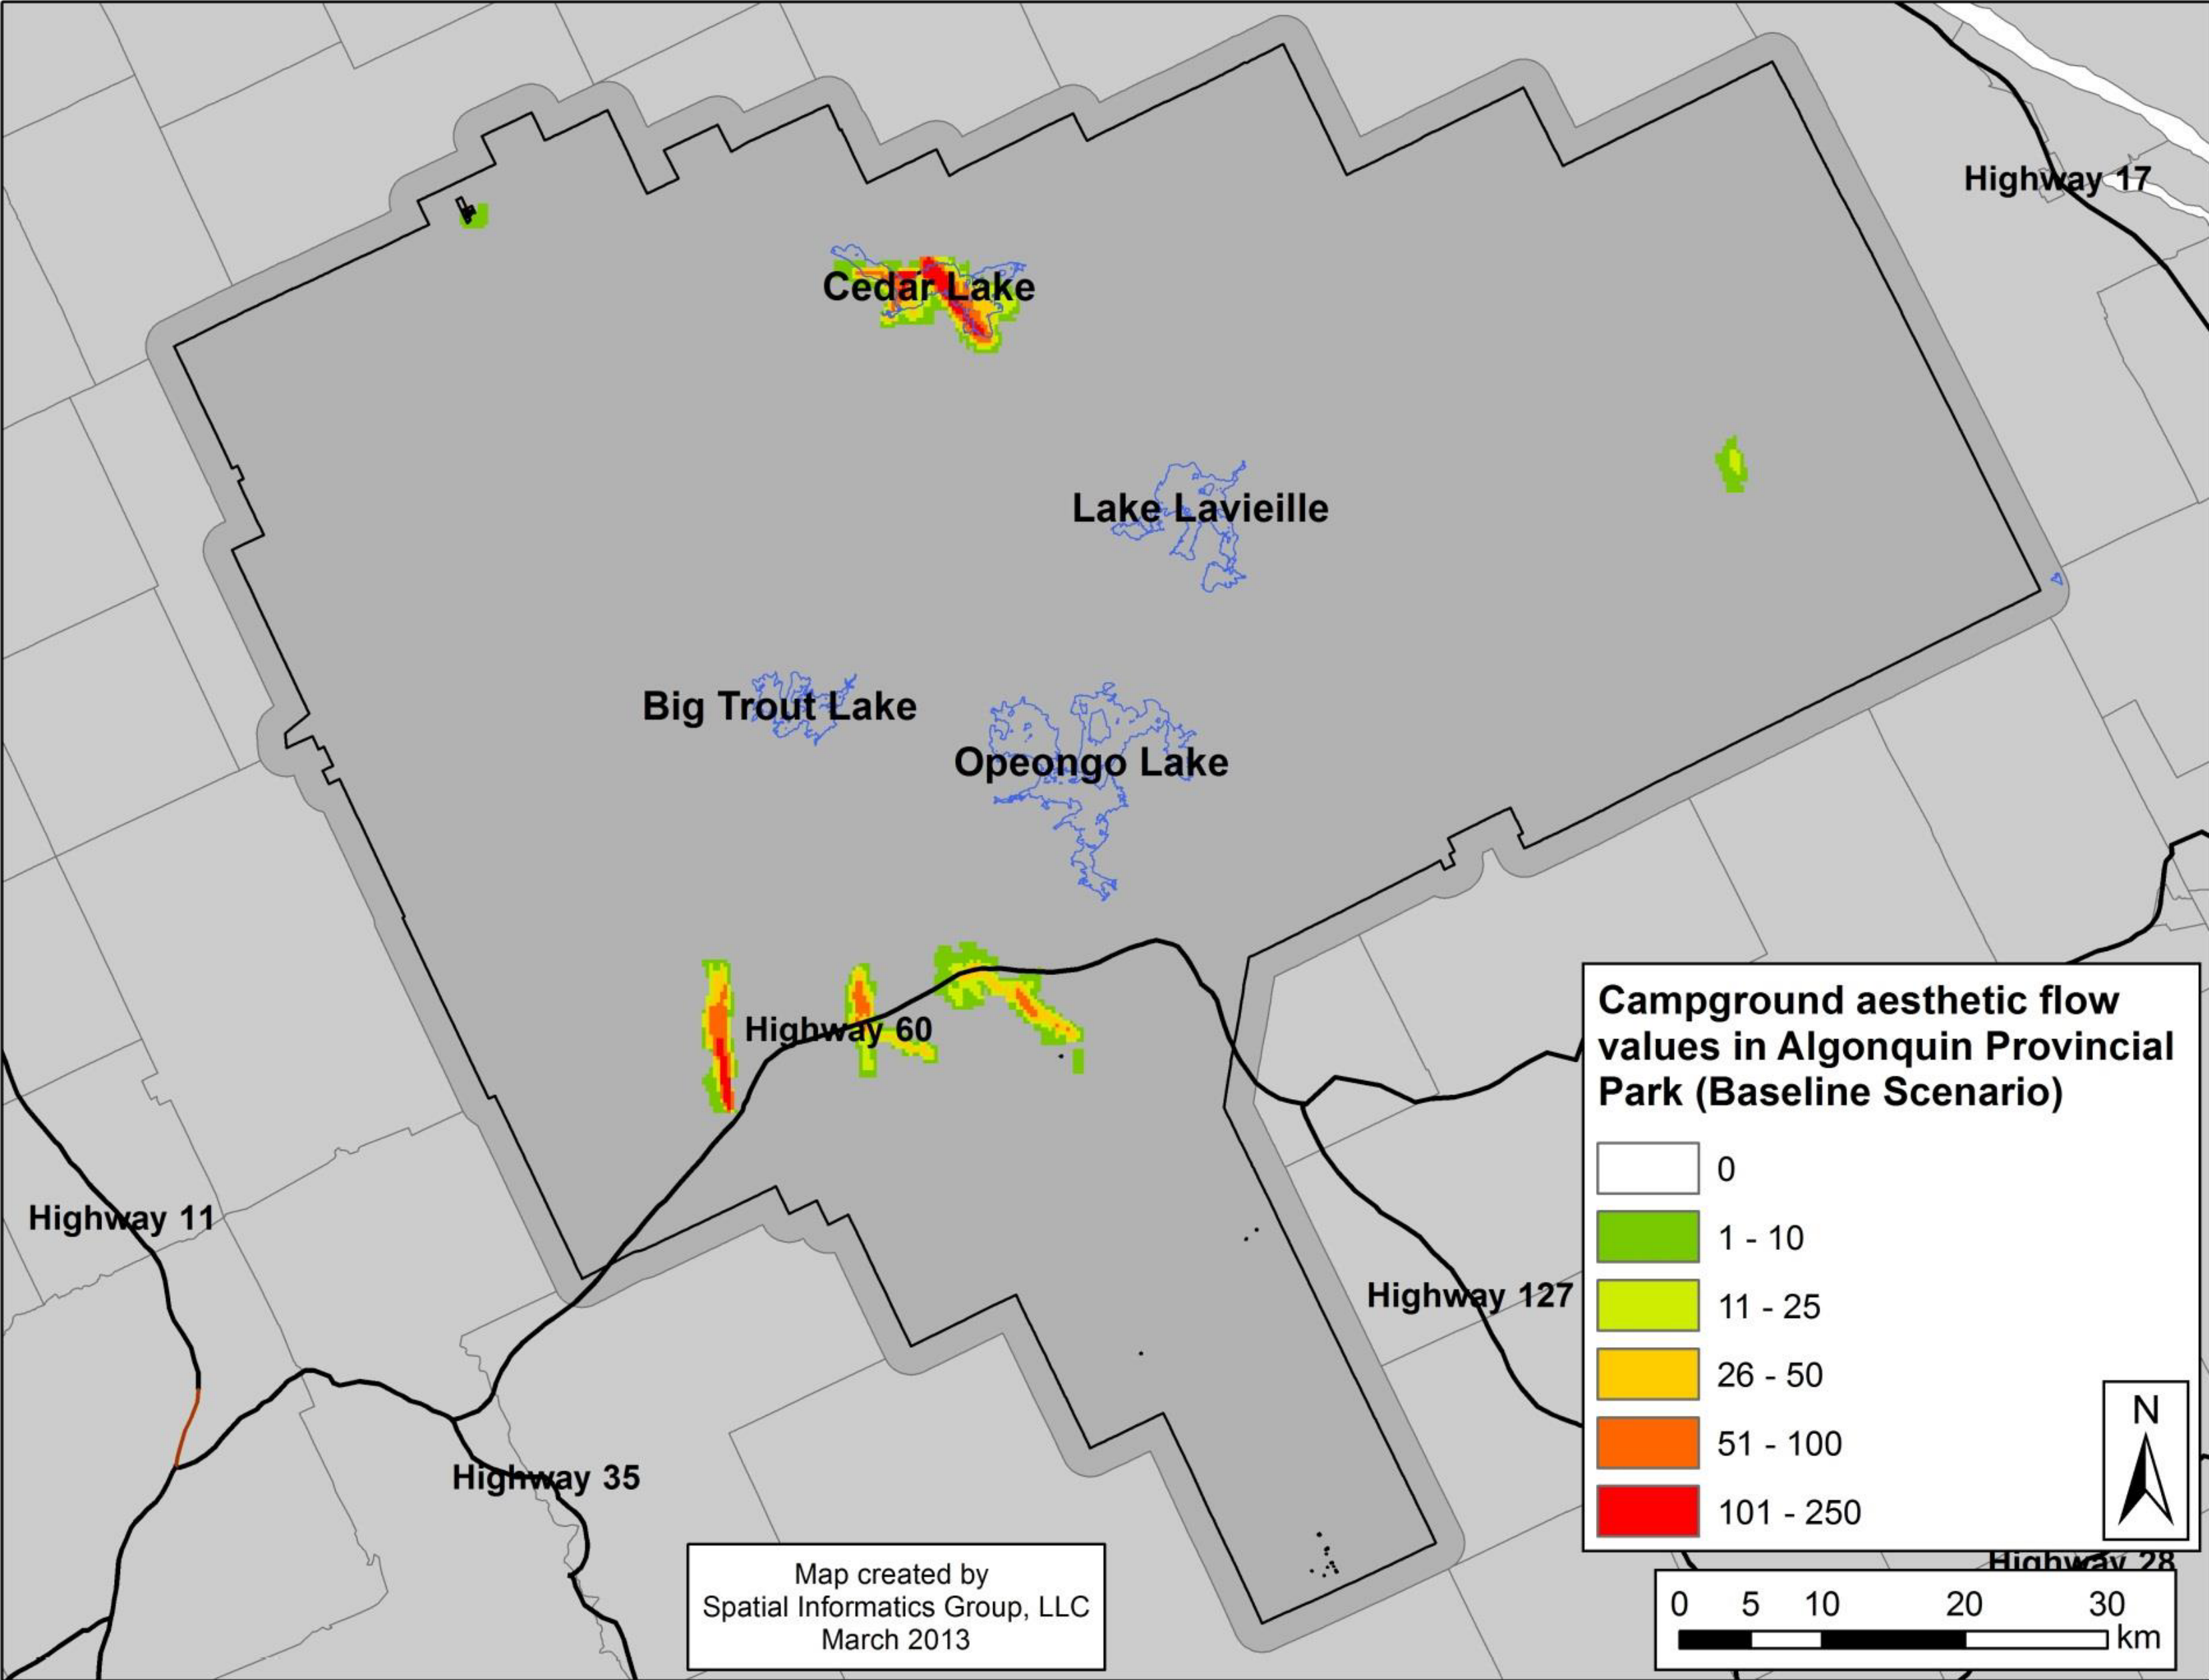 Highway 17
Cedar Lake
Lake Lavieille
Big Trout Lake
Opeongo Lake
Highway 60
Highway 11
Highway 127
Highway 35
Highway 28
Campground aesthetic flow
values in Algonquin Provincial
Park (Baseline Scenario)
0
1 - 10
11 - 25
26 - 50
51 - 100
101 - 250
N
0 5 10 20 30
km
Map created by
Spatial Informatics Group, LLC
March 2013